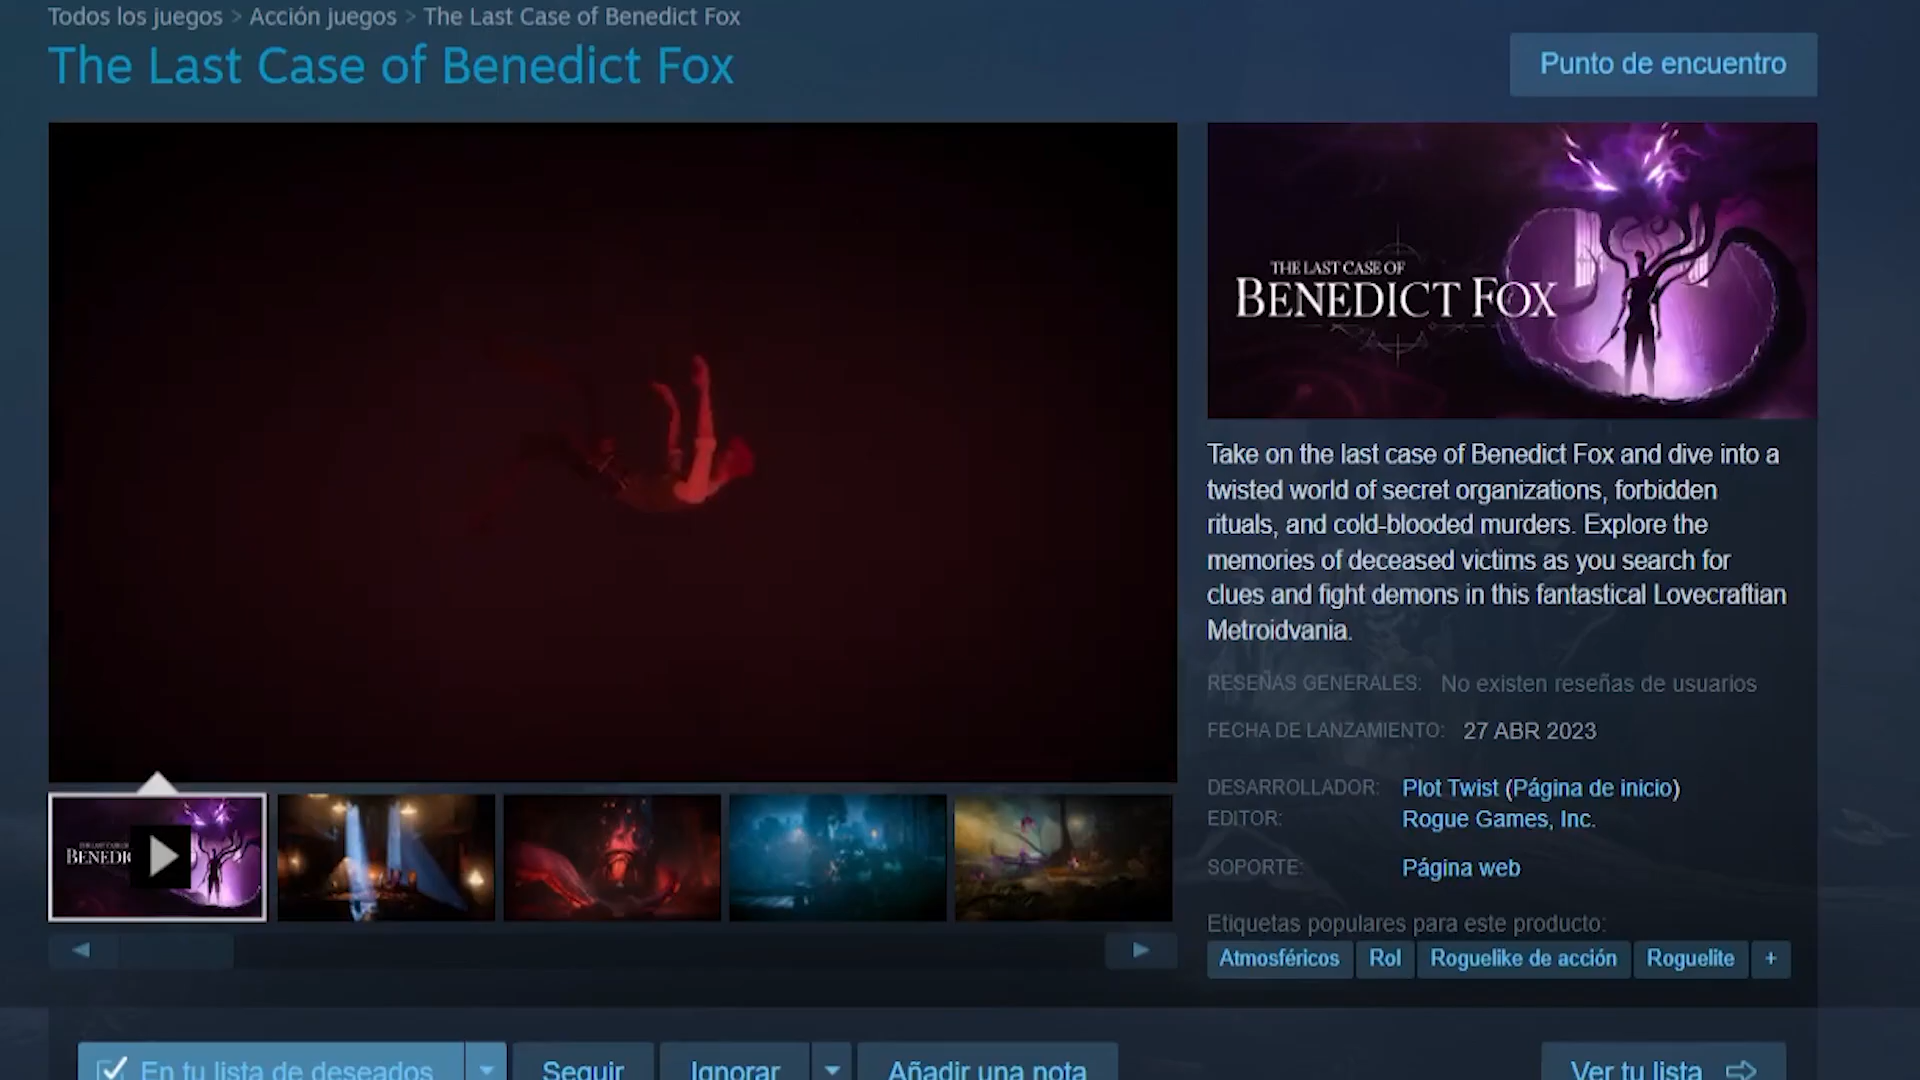 Todos los juegos > Acción juegos > The Last Case of Benedict Fox
The Last Case of Benedict Fox
Punto de encuentro
THE LAST CASE OF
BENEDICT FOX
Take on the last case of Benedict Fox and dive into a
twisted world of secret organizations, forbidden
rituals, and cold-blooded murders. Explore the
memories of deceased victims as you search for
clues and fight demons in this fantastical Lovecraftian
Metroidvania.
RESEÑAS GENERALES: No existen reseñas de usuarios
FECHA DE LANZAMIENTO: 27 ABR 2023
DESARROLLADOR: Plot Twist (Página de inicio)
EDITOR: Rogue Games, Inc.
SOPORTE: Página web
Etiquetas populares para este producto:
Atmosféricos Rol Roguelike de acción Roguelite +
BENEDI
En tu lista de deseados Seguir Ignorar Añadir una nota Ver tu lista